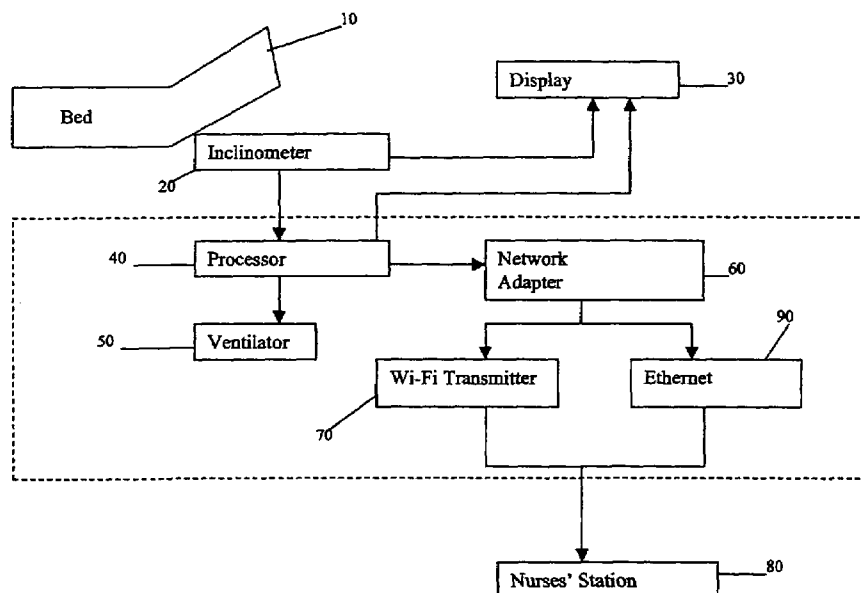 10
Display
30
Bed
Inclinometer
20
40
Processor
Network
Adapter
60
50
Ventilator
90
Wi-Fi Transmitter
Ethernet
70
80
Nurses' Station